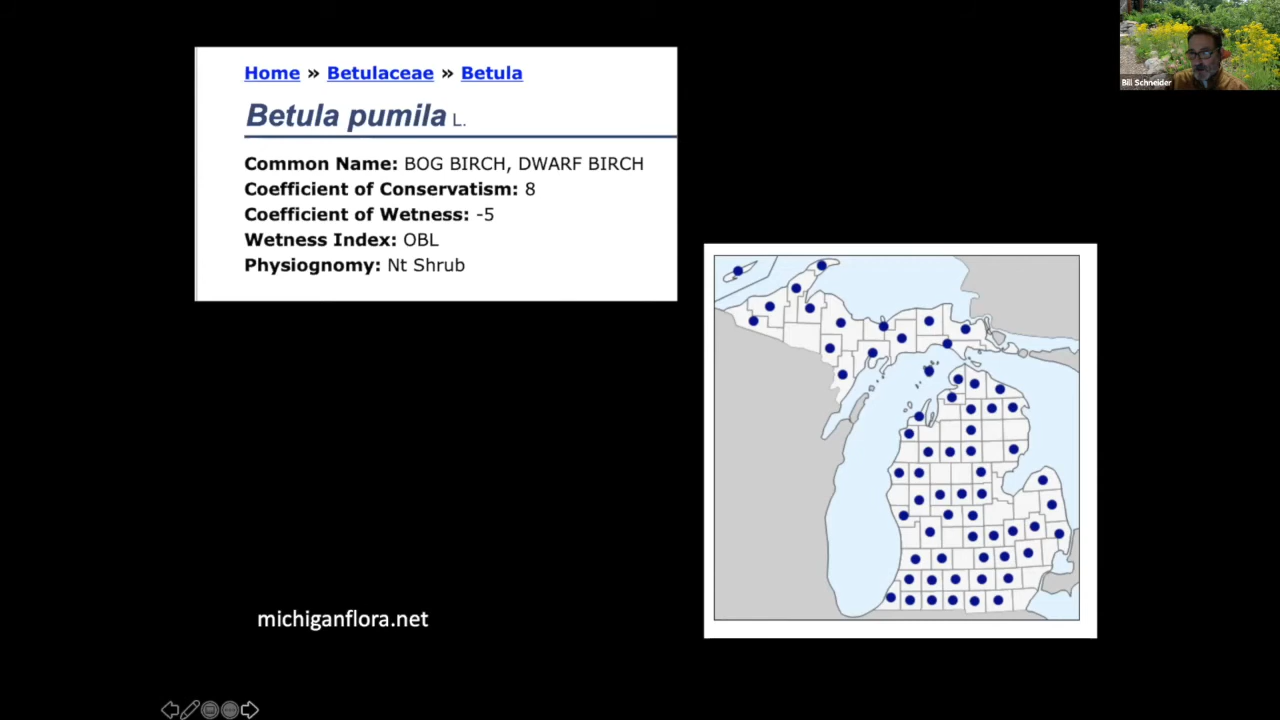 Home » Betulaceae » Betula
Betula pumila L.
Common Name: BOG BIRCH, DWARF BIRCH
Coefficient of Conservatism: 8
Coefficient of Wetness: -5
Wetness Index: OBL
Physiognomy: Nt Shrub
michiganflora.net
Bill Schneider